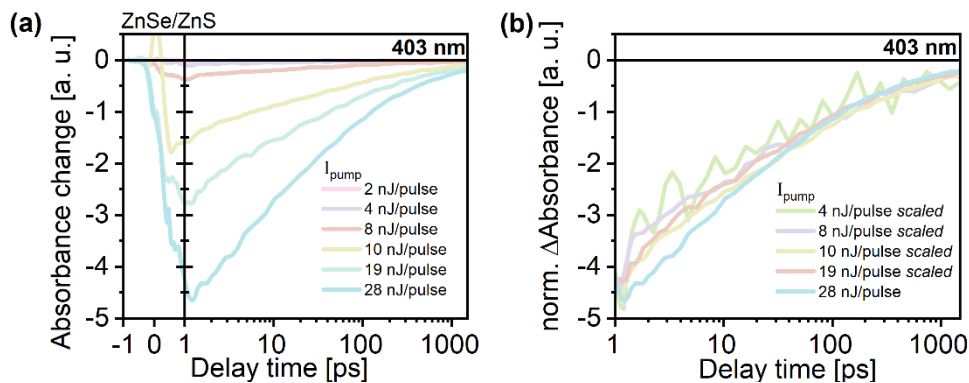 (a)
ZnSe/ZnS
403 nm
Absorbance change [a. u.]
0
-1
-2
-3
-4
-5
I_pump
2 nJ/pulse
4 nJ/pulse
8 nJ/pulse
10 nJ/pulse
19 nJ/pulse
28 nJ/pulse
-1 0 1 10 100 1000
Delay time [ps]
(b)
403 nm
norm. ΔAbsorbance
0
-1
-2
-3
-4
-5
I_pump
4 nJ/pulse scaled
8 nJ/pulse scaled
10 nJ/pulse scaled
19 nJ/pulse scaled
28 nJ/pulse
1 10 100 1000
Delay time [ps]